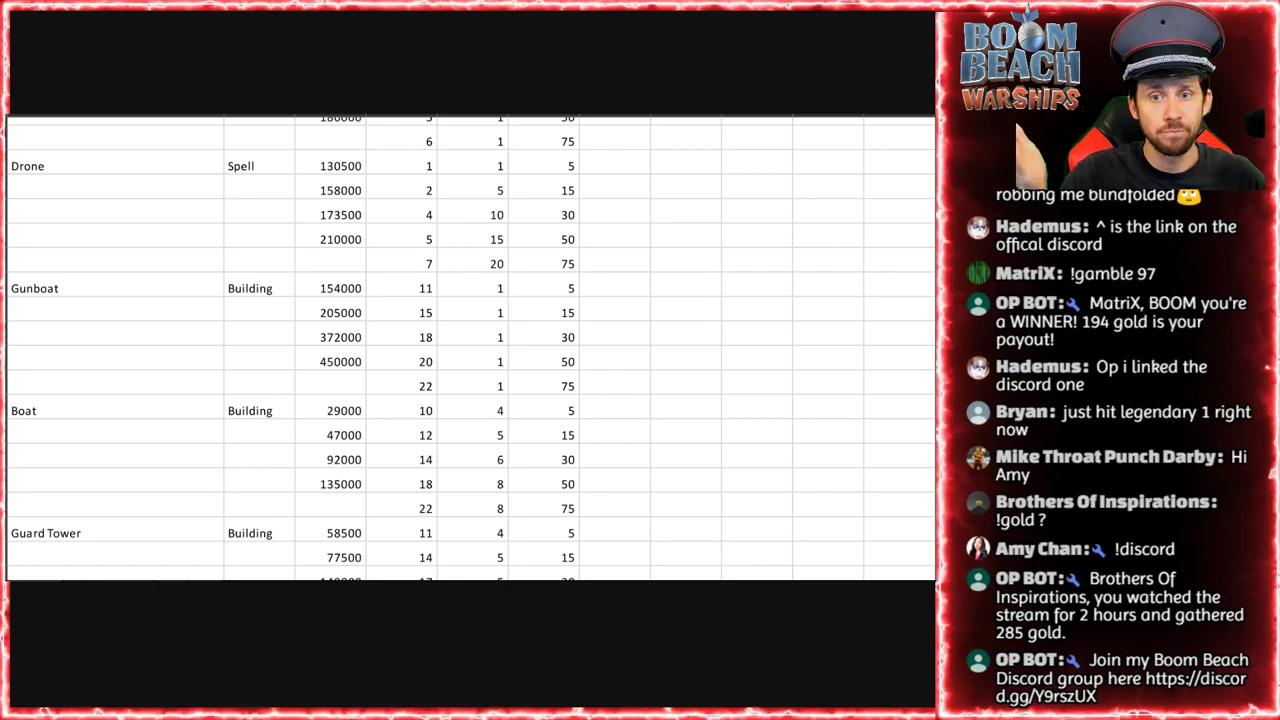 BOOM
BEACH
WARSHIPS
6 1 75
Drone Spell 130500 1 1 5
158000 2 5 15
173500 4 10 30
210000 5 15 50
7 20 75
Gunboat Building 154000 11 1 5
205000 15 1 15
372000 18 1 30
450000 20 1 50
22 1 75
Boat Building 29000 10 4 5
47000 12 5 15
92000 14 6 30
135000 18 8 50
22 8 75
Guard Tower Building 58500 11 4 5
77500 14 5 15
robbing me blindfolded🙄
Hademus: ^ is the link on the
offical discord
MatriX: !gamble 97
OP BOT: MatriX, BOOM you're
a WINNER! 194 gold is your
payout!
Hademus: Op i linked the
discord one
Bryan: just hit legendary 1 right
now
Mike Throat Punch Darby: Hi
Amy
Brothers Of Inspirations:
!gold ?
Amy Chan: !discord
OP BOT: Brothers Of
Inspirations, you watched the
stream for 2 hours and gathered
285 gold.
OP BOT: Join my Boom Beach
Discord group here https://discor
d.gg/Y9rszUX